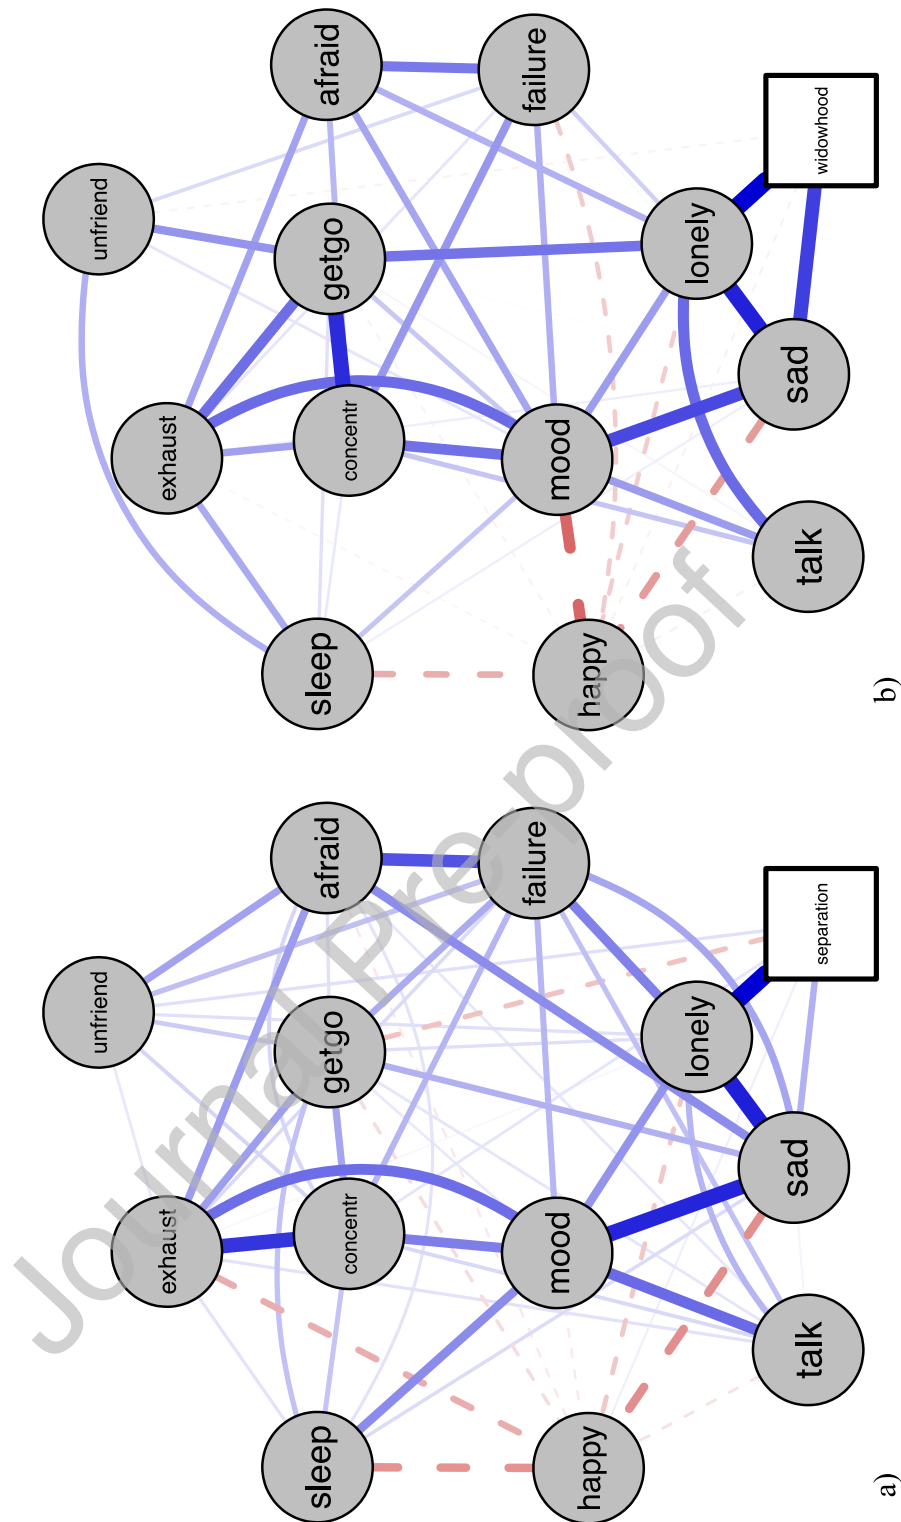 a)
sleep
happy
exhaust
concentr
mood
talk
unfriend
getgo
lonely
sad
afraid
failure
separation
b)
sleep
happy
exhaust
concentr
mood
talk
unfriend
getgo
lonely
sad
afraid
failure
widowhood
Journal Pre-proof